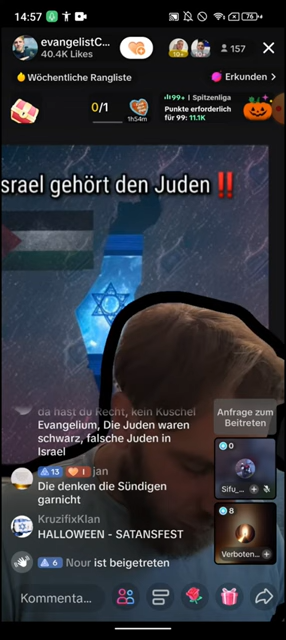 14:57
76
evangelistC...
40.4K Likes
10+
157
Wöchentliche Rangliste
Erkunden >
0/1
1h54m
99+ | Spitzenliga
Punkte erforderlich
für 99: 11.1K
srael gehört den Juden ‼️
da hast du Recht, kein Kuschel
Evangelium, Die Juden waren
schwarz, falsche Juden in
Israel
Anfrage zum
Beitreten
0
Sifu_...
13 I jan
Die denken die Sündigen
garnicht
KruzifixKlan
HALLOWEEN - SATANSFEST
8
Verboten...
6 Nour ist beigetreten
Kommenta...